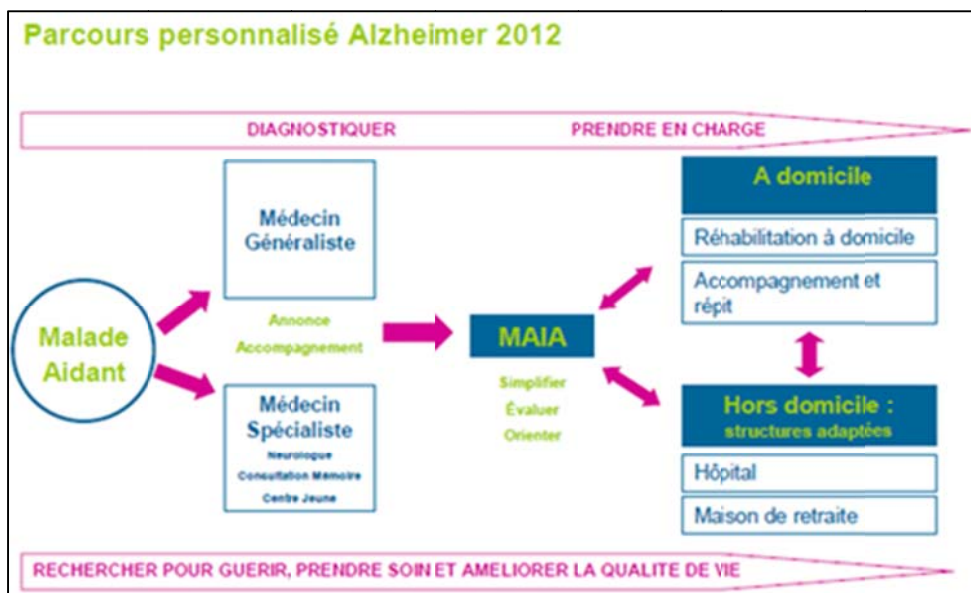 Parcours personnalisé Alzheimer 2012
DIAGNOSTIQUER
PRENDRE EN CHARGE
Malade
Aidant
Médecin
Généraliste
Annonce
Accompagnement
Médecin
Spécialiste
Neurologue
Consultation Mémoire
Centre Jeune
MAIA
Simplifier
Évaluer
Orienter
A domicile
Réhabilitation à domicile
Accompagnement et
répit
Hors domicile :
structures adaptées
Hôpital
Maison de retraite
RECHERCHER POUR GUERIR, PRENDRE SOIN ET AMELIORER LA QUALITE DE VIE